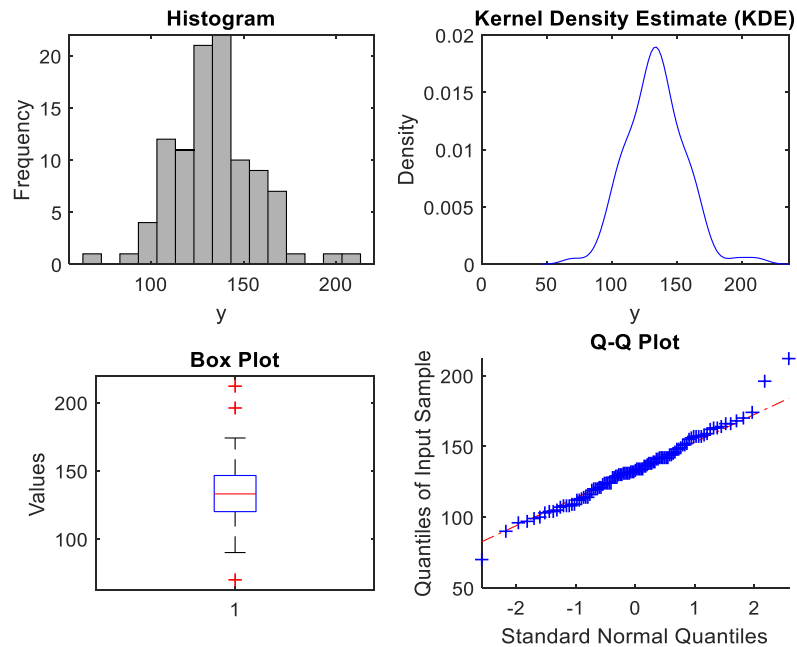 Histogram
20
15
10
5
0
Frequency
100
150
200
y
Kernel Density Estimate (KDE)
0.02
0.015
0.01
0.005
0
Density
0
50
100
150
200
y
Box Plot
200
150
100
Values
1
Q-Q Plot
200
150
100
50
Quantiles of Input Sample
-2
-1
0
1
2
Standard Normal Quantiles